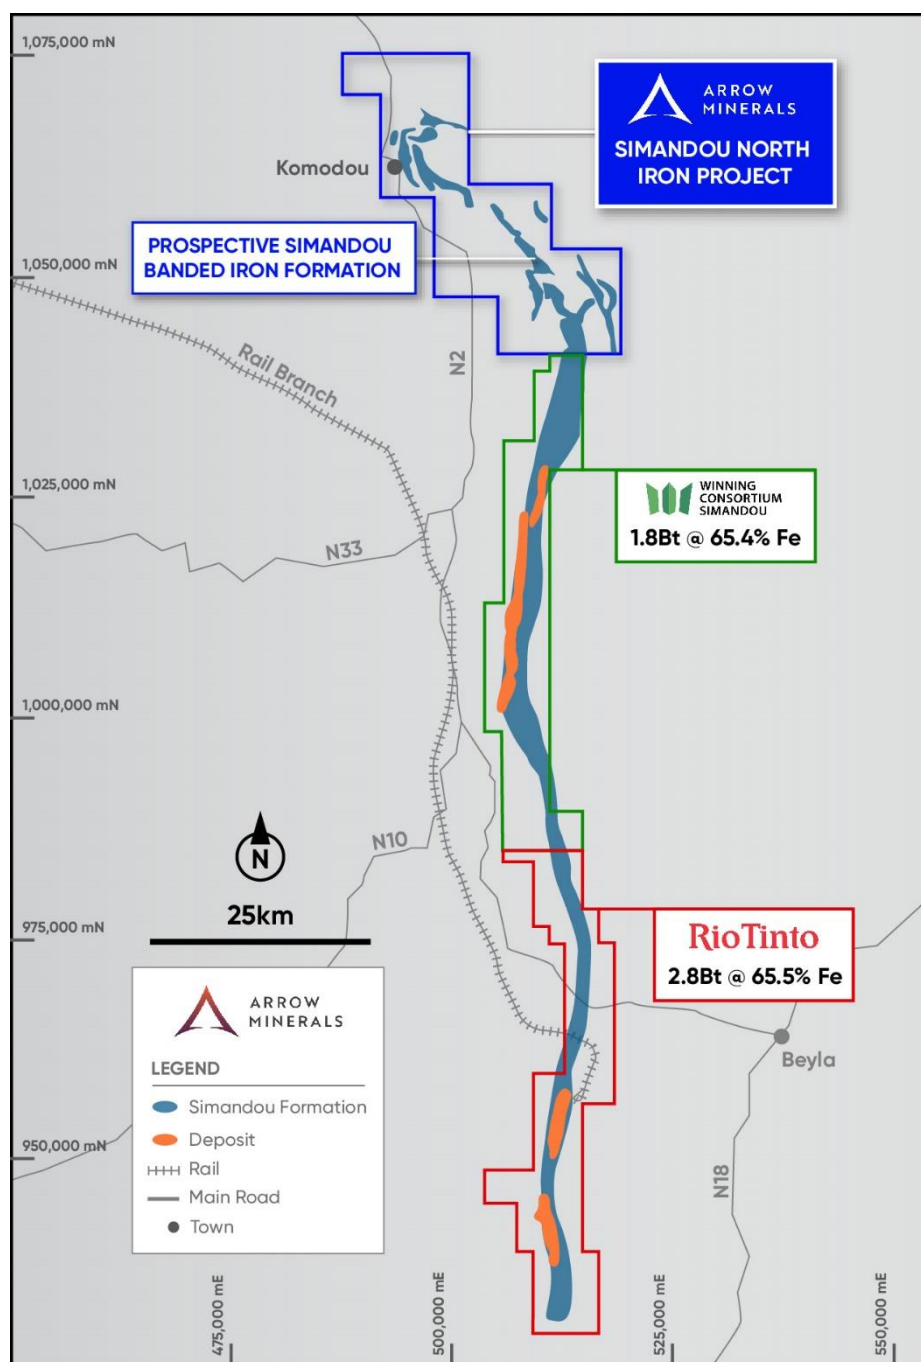 1,075,000 mN
ARROW
MINERALS
SIMANDOU NORTH
IRON PROJECT
Komodou
PROSPECTIVE SIMANDOU
BANDED IRON FORMATION
1,050,000 mN
Rail Branch
N2
1,025,000 mN
WINNING
CONSORTIUM
SIMANDOU
1.8Bt @ 65.4% Fe
N33
1,000,000 mN
N10
N
25km
975,000 mN
RioTinto
2.8Bt @ 65.5% Fe
Beyla
ARROW
MINERALS
LEGEND
Simandou Formation
Deposit
Rail
Main Road
Town
950,000 mN
N18
475,000 mE
500,000 mE
525,000 mE
550,000 mE